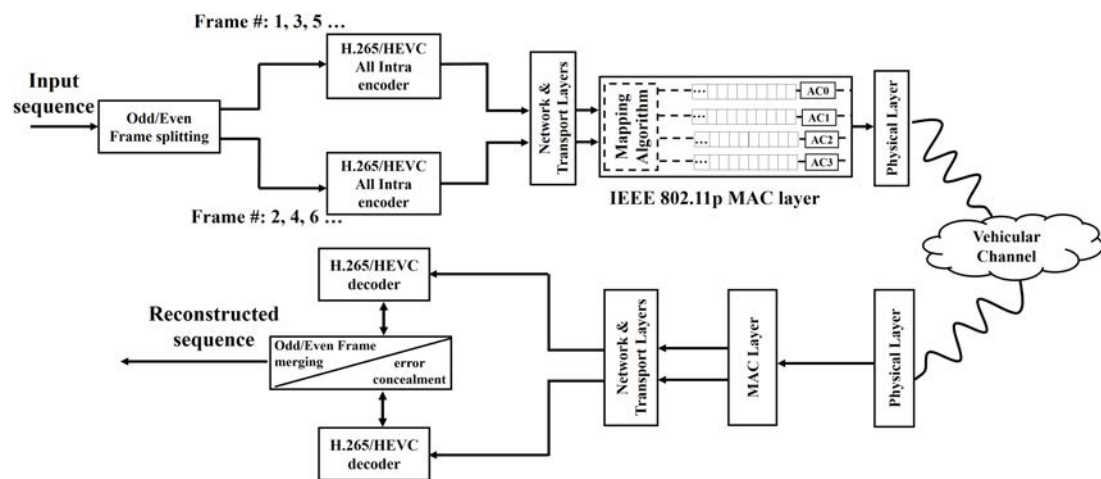 Frame #: 1, 3, 5 ...
Input
sequence
Odd/Even
Frame splitting
H.265/HEVC
All Intra
encoder
H.265/HEVC
All Intra
encoder
Frame #: 2, 4, 6 ...
Network &
Transport Layers
Mapping
Algorithm
...
AC0
...
AC1
...
AC2
...
AC3
IEEE 802.11p MAC layer
Physical Layer
Vehicular
Channel
Physical Layer
MAC Layer
Network &
Transport Layers
H.265/HEVC
decoder
Odd/Even Frame
merging
error
concealment
H.265/HEVC
decoder
Reconstructed
sequence